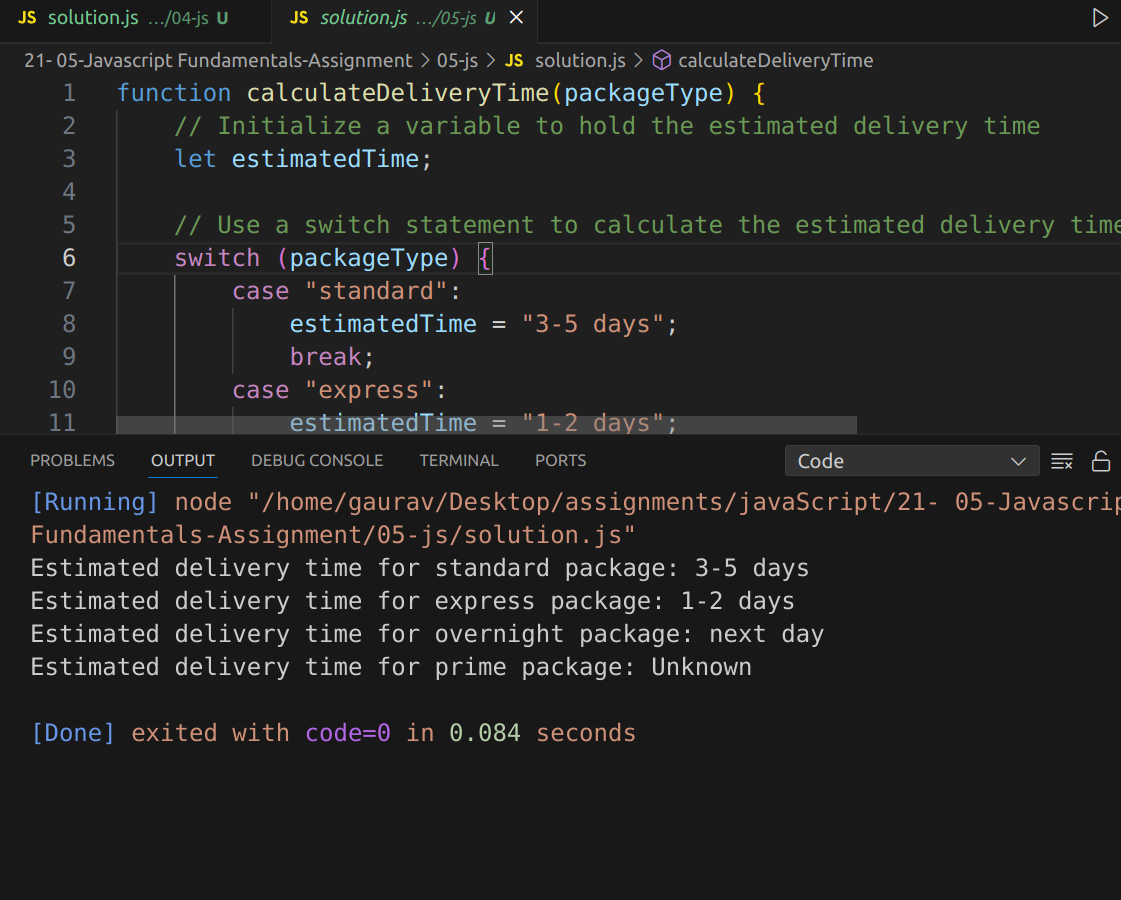 JS solution.js .../04-js U JS solution.js .../05-js U
21- 05-Javascript Fundamentals-Assignment > 05-js > JS solution.js > calculateDeliveryTime
1 function calculateDeliveryTime(packageType) {
2 // Initialize a variable to hold the estimated delivery time
3 let estimatedTime;
4
5 // Use a switch statement to calculate the estimated delivery time
6 switch (packageType) {
7 case "standard":
8 estimatedTime = "3-5 days";
9 break;
10 case "express":
11 estimatedTime = "1-2 days";
PROBLEMS OUTPUT DEBUG CONSOLE TERMINAL PORTS Code
[Running] node "/home/gaurav/Desktop/assignments/javaScript/21- 05-Javascrip
Fundamentals-Assignment/05-js/solution.js"
Estimated delivery time for standard package: 3-5 days
Estimated delivery time for express package: 1-2 days
Estimated delivery time for overnight package: next day
Estimated delivery time for prime package: Unknown
[Done] exited with code=0 in 0.084 seconds